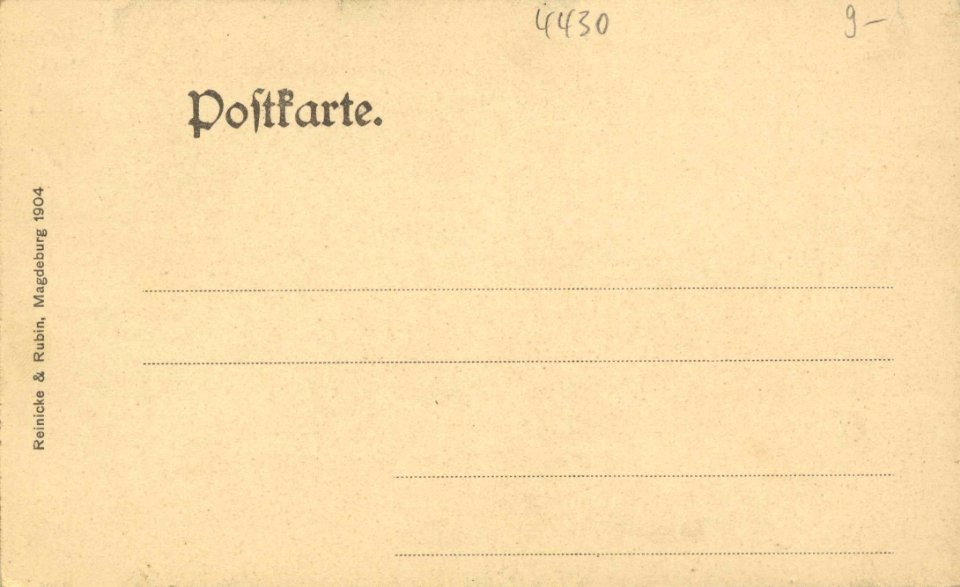 4430 9-
Poſtkarte.
Reinicke & Rubin, Magdeburg 1904